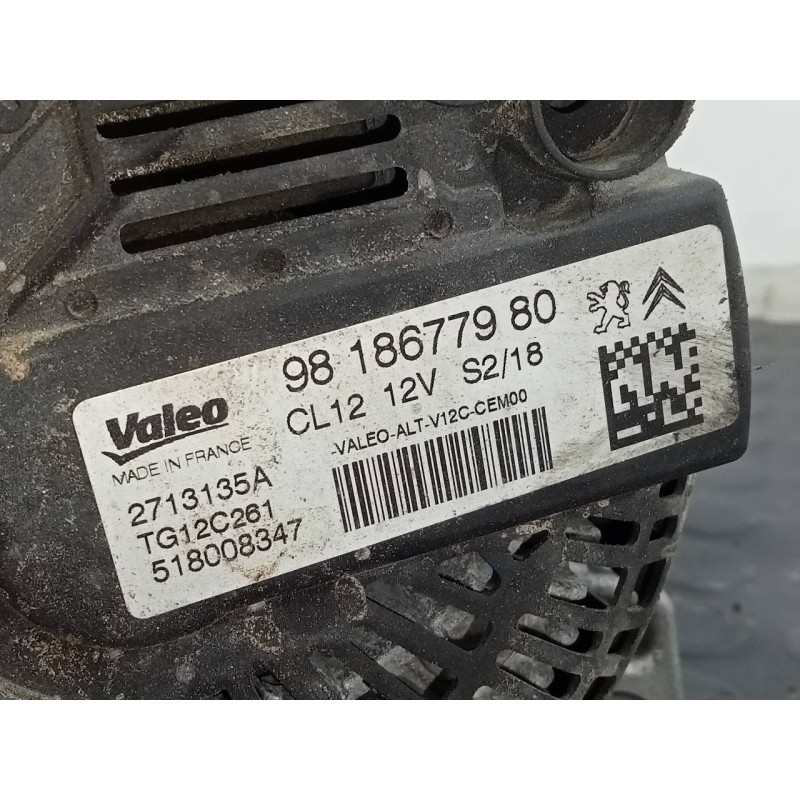 98 186779 80
CL12 12V S2/18
-VALEO-ALT-V12C-CEM00
Valeo
MADE IN FRANCE
2713135A
TG12C261
518008347